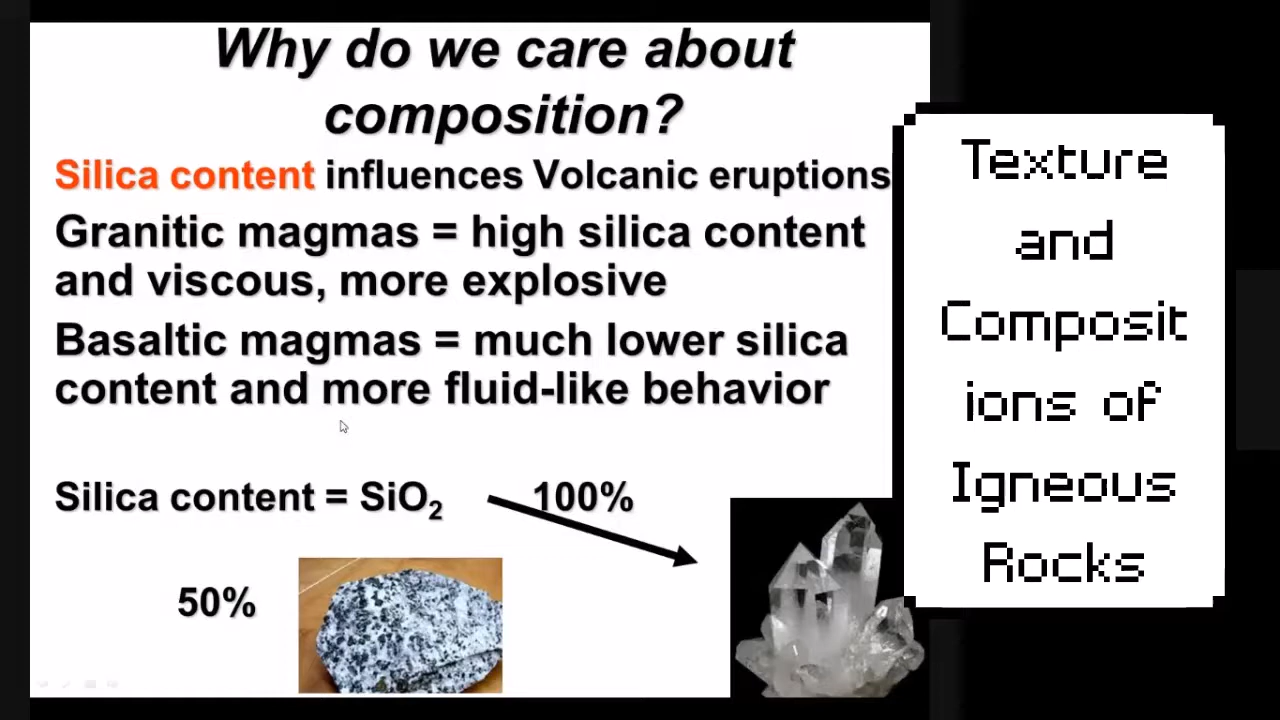 Why do we care about
composition?
Silica content influences Volcanic eruptions
Granitic magmas = high silica content
and viscous, more explosive
Basaltic magmas = much lower silica
content and more fluid-like behavior
Silica content = SiO₂ 100%
50%
Texture
and
Composit
ions of
Igneous
Rocks